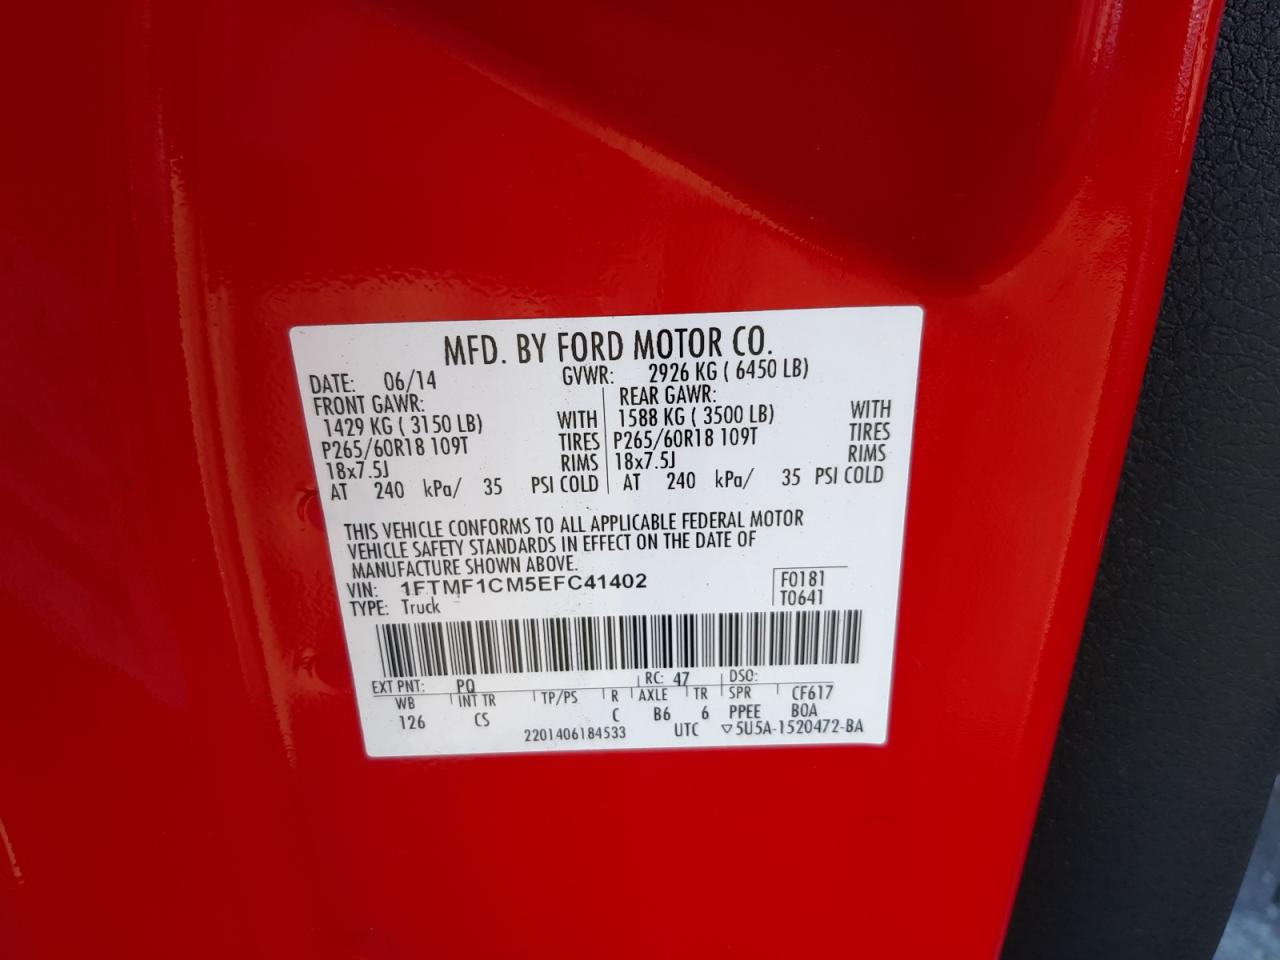 MFD. BY FORD MOTOR CO.
DATE: 06/14 GVWR: 2926 KG ( 6450 LB)
FRONT GAWR: REAR GAWR:
1429 KG ( 3150 LB) WITH 1588 KG ( 3500 LB) WITH
P265/60R18 109T TIRES P265/60R18 109T TIRES
18x7.5J RIMS 18x7.5J RIMS
AT 240 kPa/ 35 PSI COLD AT 240 kPa/ 35 PSI COLD
THIS VEHICLE CONFORMS TO ALL APPLICABLE FEDERAL MOTOR
VEHICLE SAFETY STANDARDS IN EFFECT ON THE DATE OF
MANUFACTURE SHOWN ABOVE.
VIN: 1FTMF1CM5EFC41402 F0181
TYPE: Truck T0641
EXT PNT: PQ RC: 47 DSO:
WB INT TR TP/PS R AXLE TR SPR CF617
126 CS C B6 6 PPEE BOA
2201406184533 UTC ▽5U5A-1520472-BA